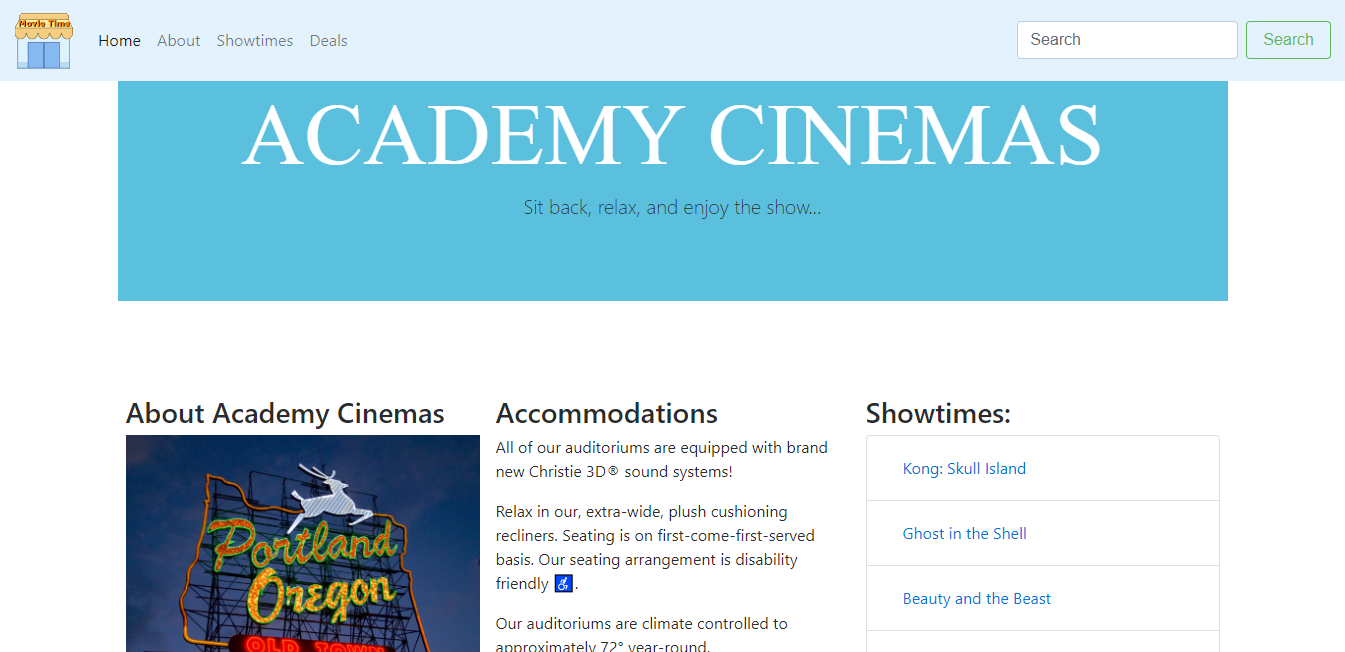 Movie Time
Home About Showtimes Deals
Search
Search
ACADEMY CINEMAS
Sit back, relax, and enjoy the show...
About Academy Cinemas
Portland
Oregon
OLD TOWN
Accommodations
All of our auditoriums are equipped with brand
new Christie 3D® sound systems!
Relax in our, extra-wide, plush cushioning
recliners. Seating is on first-come-first-served
basis. Our seating arrangement is disability
friendly ♿.
Our auditoriums are climate controlled to
approximately 72° year-round.
Showtimes:
Kong: Skull Island
Ghost in the Shell
Beauty and the Beast